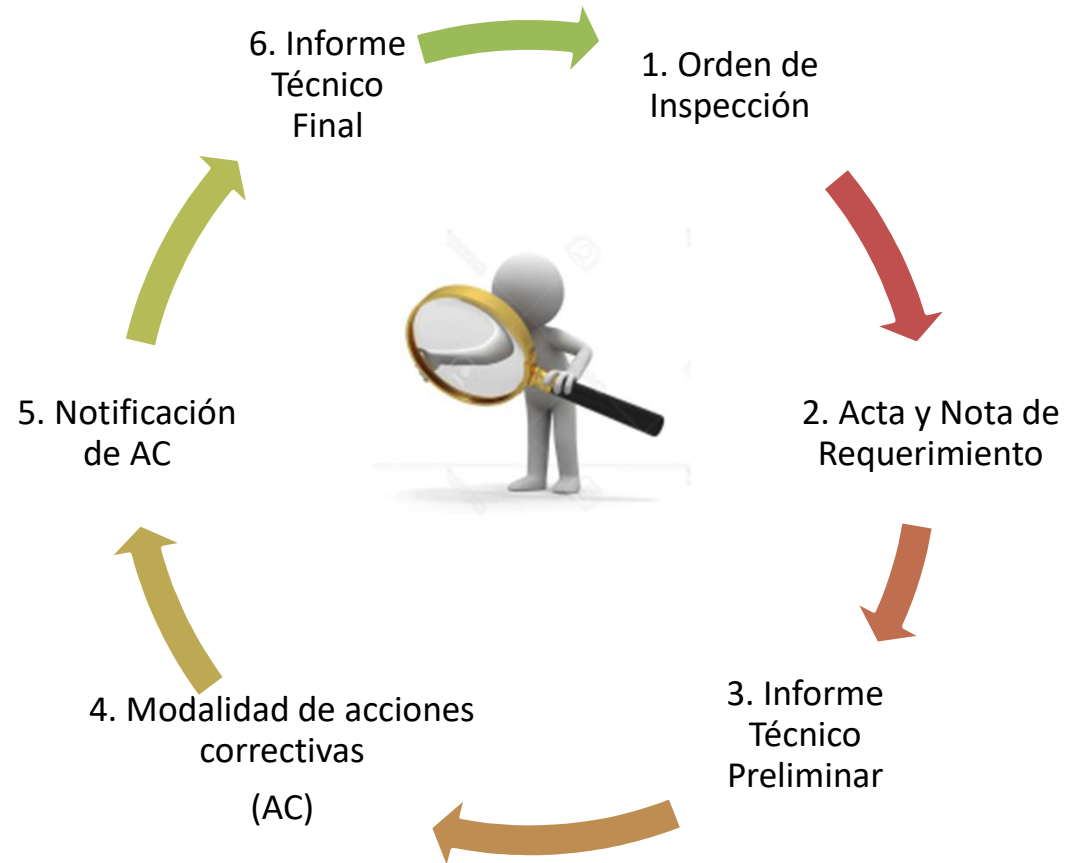 1. Orden de
Inspección
2. Acta y Nota de
Requerimiento
3. Informe
Técnico
Preliminar
4. Modalidad de acciones
correctivas
(AC)
5. Notificación
de AC
6. Informe
Técnico
Final